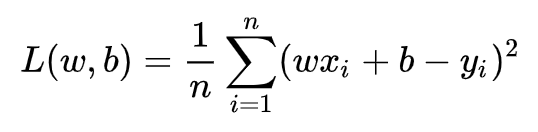 L(w, b) = \frac{1}{n} \sum_{i=1}^{n} (wx_i + b - y_i)^2